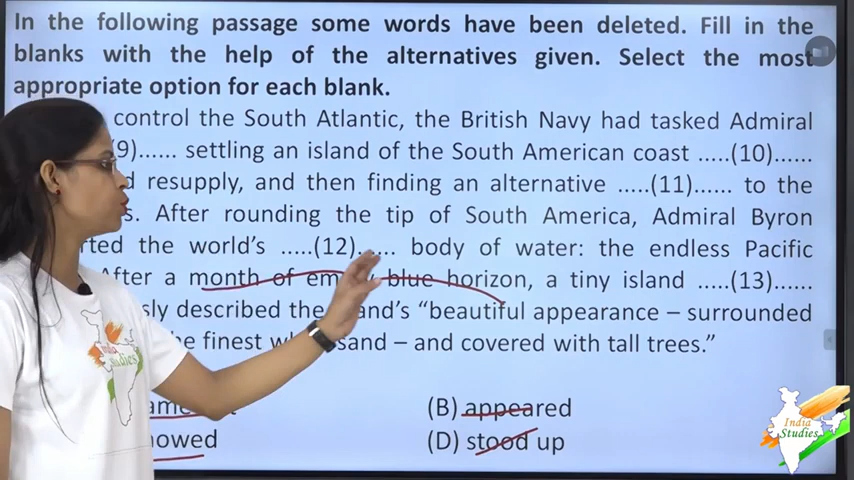 In the following passage some words have been deleted. Fill in the
blanks with the help of the alternatives given. Select the most
appropriate option for each blank.
control the South Atlantic, the British Navy had tasked Admiral
(9)...... settling an island of the South American coast .....(10)......
resupply, and then finding an alternative .....(11)...... to the
After rounding the tip of South America, Admiral Byron
the world's .....(12)...... body of water: the endless Pacific
After a month of blue horizon, a tiny island .....(13)......
described the "beautiful appearance – surrounded
finest sand – and covered with tall trees."
(B) appeared
(D) stood up
India
Studies